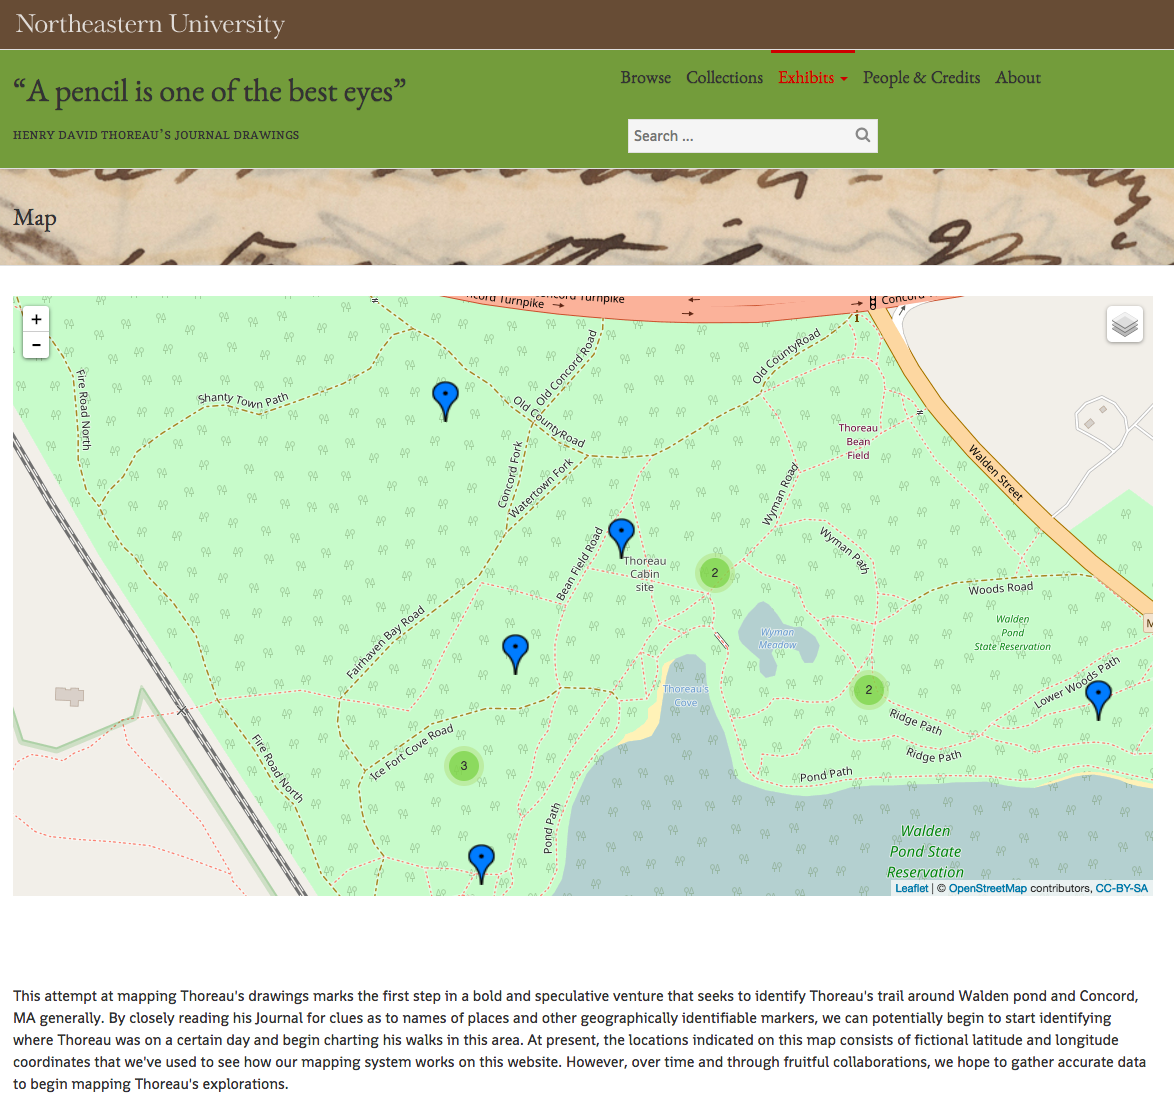 Northeastern University
“A pencil is one of the best eyes”
HENRY DAVID THOREAU’S JOURNAL DRAWINGS
Browse Collections Exhibits People & Credits About
Search ...
Map
+
-
Concord Turnpike
Concord
Old Concord Road
Old CountyRoad
Fire Road North
Shanty Town Path
Old CountyRoad
Thoreau
Bean
Field
Walden Street
Concord Fork
Watertown Fork
Wyman Road
Wyman Path
Bean Field Road
Thoreau
Cabin
site
2
Woods Road
Walden
Pond
State Reservation
M
Wyman
Meadow
Fairhaven Bay Road
Thoreau's
Cove
2
Lower Woods Path
Ridge Path
Ridge Path
Ice Fort Cove Road
3
Fire Road North
Pond Path
Pond Path
Walden
Pond State
Reservation
Leaflet | © OpenStreetMap contributors, CC-BY-SA
This attempt at mapping Thoreau's drawings marks the first step in a bold and speculative venture that seeks to identify Thoreau's trail around Walden pond and Concord,
MA generally. By closely reading his Journal for clues as to names of places and other geographically identifiable markers, we can potentially begin to start identifying
where Thoreau was on a certain day and begin charting his walks in this area. At present, the locations indicated on this map consists of fictional latitude and longitude
coordinates that we've used to see how our mapping system works on this website. However, over time and through fruitful collaborations, we hope to gather accurate data
to begin mapping Thoreau's explorations.